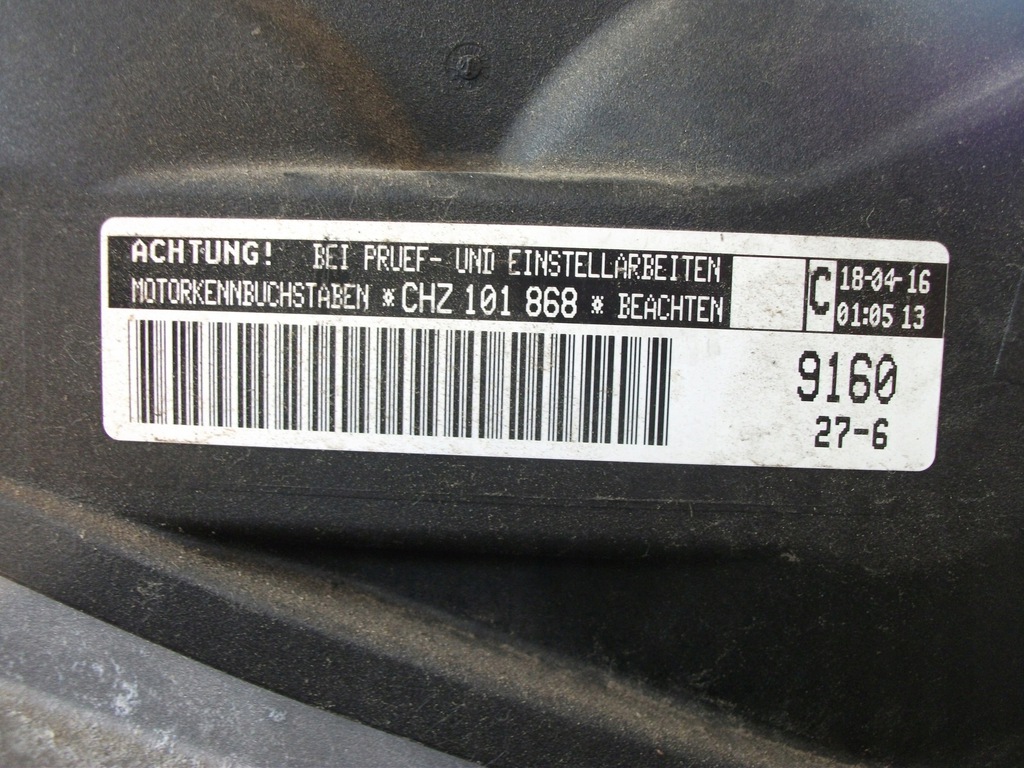 ACHTUNG! BEI PRUEF- UND EINSTELLARBEITEN
MOTORKENNBUCHSTABEN *CHZ 101 868* BEACHTEN
C
18-04-16
01:05 13
9160
27-6